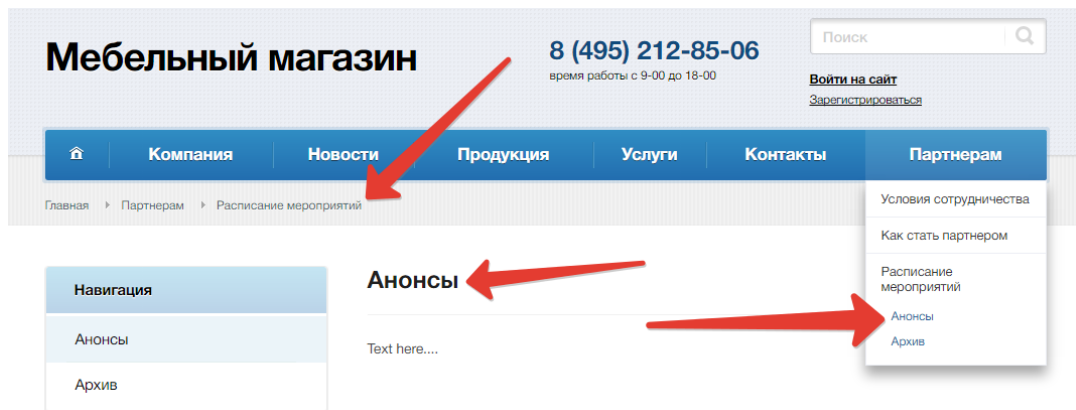 Мебельный магазин
8 (495) 212-85-06
время работы с 9-00 до 18-00
Поиск
Войти на сайт
Зарегистрироваться
Компания Новости Продукция Услуги Контакты Партнерам
Главная Партнерам Расписание мероприятий
Условия сотрудничества
Как стать партнером
Расписание
мероприятий
Анонсы
Архив
Навигация
Анонсы
Архив
Анонсы
Text here....